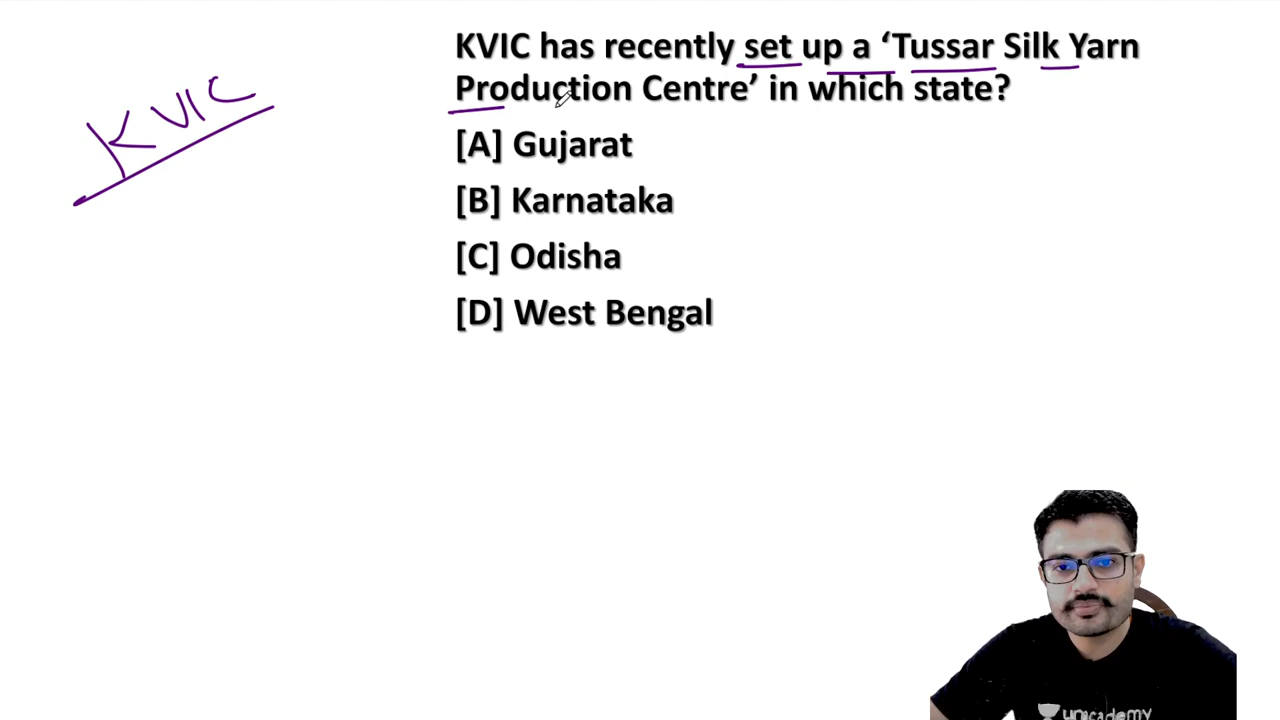 KVIC
KVIC has recently set up a ‘Tussar Silk Yarn
Production Centre’ in which state?
[A] Gujarat
[B] Karnataka
[C] Odisha
[D] West Bengal
unacademy